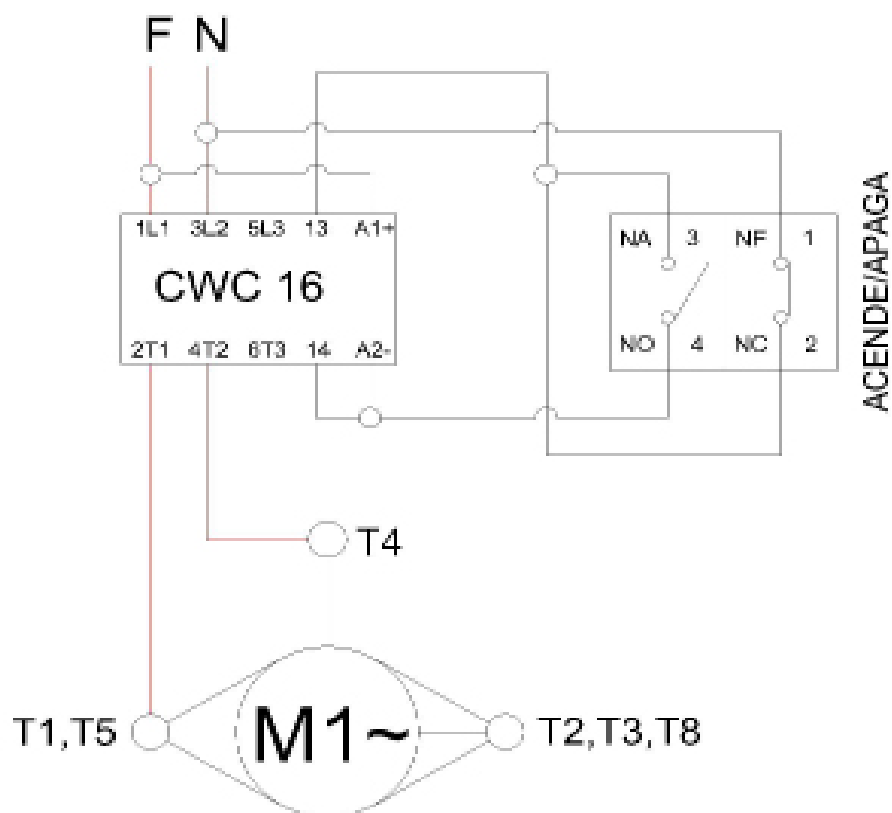 F N
1L1 3L2 5L3 13 A1+
CWC 16
2T1 4T2 6T3 14 A2-
NA 3 NF 1
NO 4 NC 2
ACENDE/APAGA
T4
T1,T5
M1~
T2,T3,T8